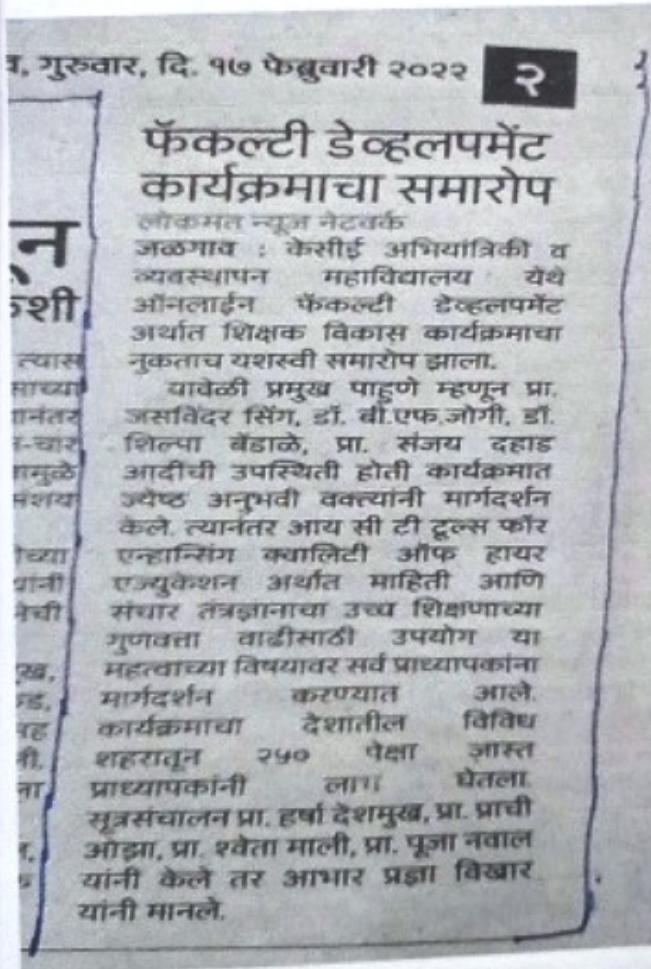 गुरुवार, दि. १७ फेब्रुवारी २०२२ २
फॅकल्टी डेव्हलपमेंट
कार्यक्रमाचा समारोप
लोकमत न्यूज नेटवर्क
जळगाव : केसीई अभियांत्रिकी व
व्यवस्थापन महाविद्यालय येथे
ऑनलाईन फॅकल्टी डेव्हलपमेंट
अर्थात शिक्षक विकास कार्यक्रमाचा
नुकताच यशस्वी समारोप झाला.
यावेळी प्रमुख पाहुणे म्हणून प्रा.
जसविंदर सिंग, डॉ. बी.एफ.जोगी, डॉ.
शिल्पा बेंडाळे, प्रा. संजय दहाड
आदींची उपस्थिती होती कार्यक्रमात
ज्येष्ठ अनुभवी वक्त्यांनी मार्गदर्शन
केले. त्यानंतर आय सी टी टूल्स फॉर
एन्हान्सिंग क्वालिटी ऑफ हायर
एज्युकेशन अर्थात माहिती आणि
संचार तंत्रज्ञानाचा उच्च शिक्षणाच्या
गुणवत्ता वाढीसाठी उपयोग या
महत्वाच्या विषयावर सर्व प्राध्यापकांना
मार्गदर्शन करण्यात आले.
कार्यक्रमाचा देशातील विविध
शहरातून २५० पेक्षा जास्त
प्राध्यापकांनी लाभ घेतला.
सूत्रसंचालन प्रा. हर्षा देशमुख, प्रा. प्राची
ओझा, प्रा. श्वेता माली, प्रा. पूजा नवाल
यांनी केले तर आभार प्रज्ञा विखार
यांनी मानले.